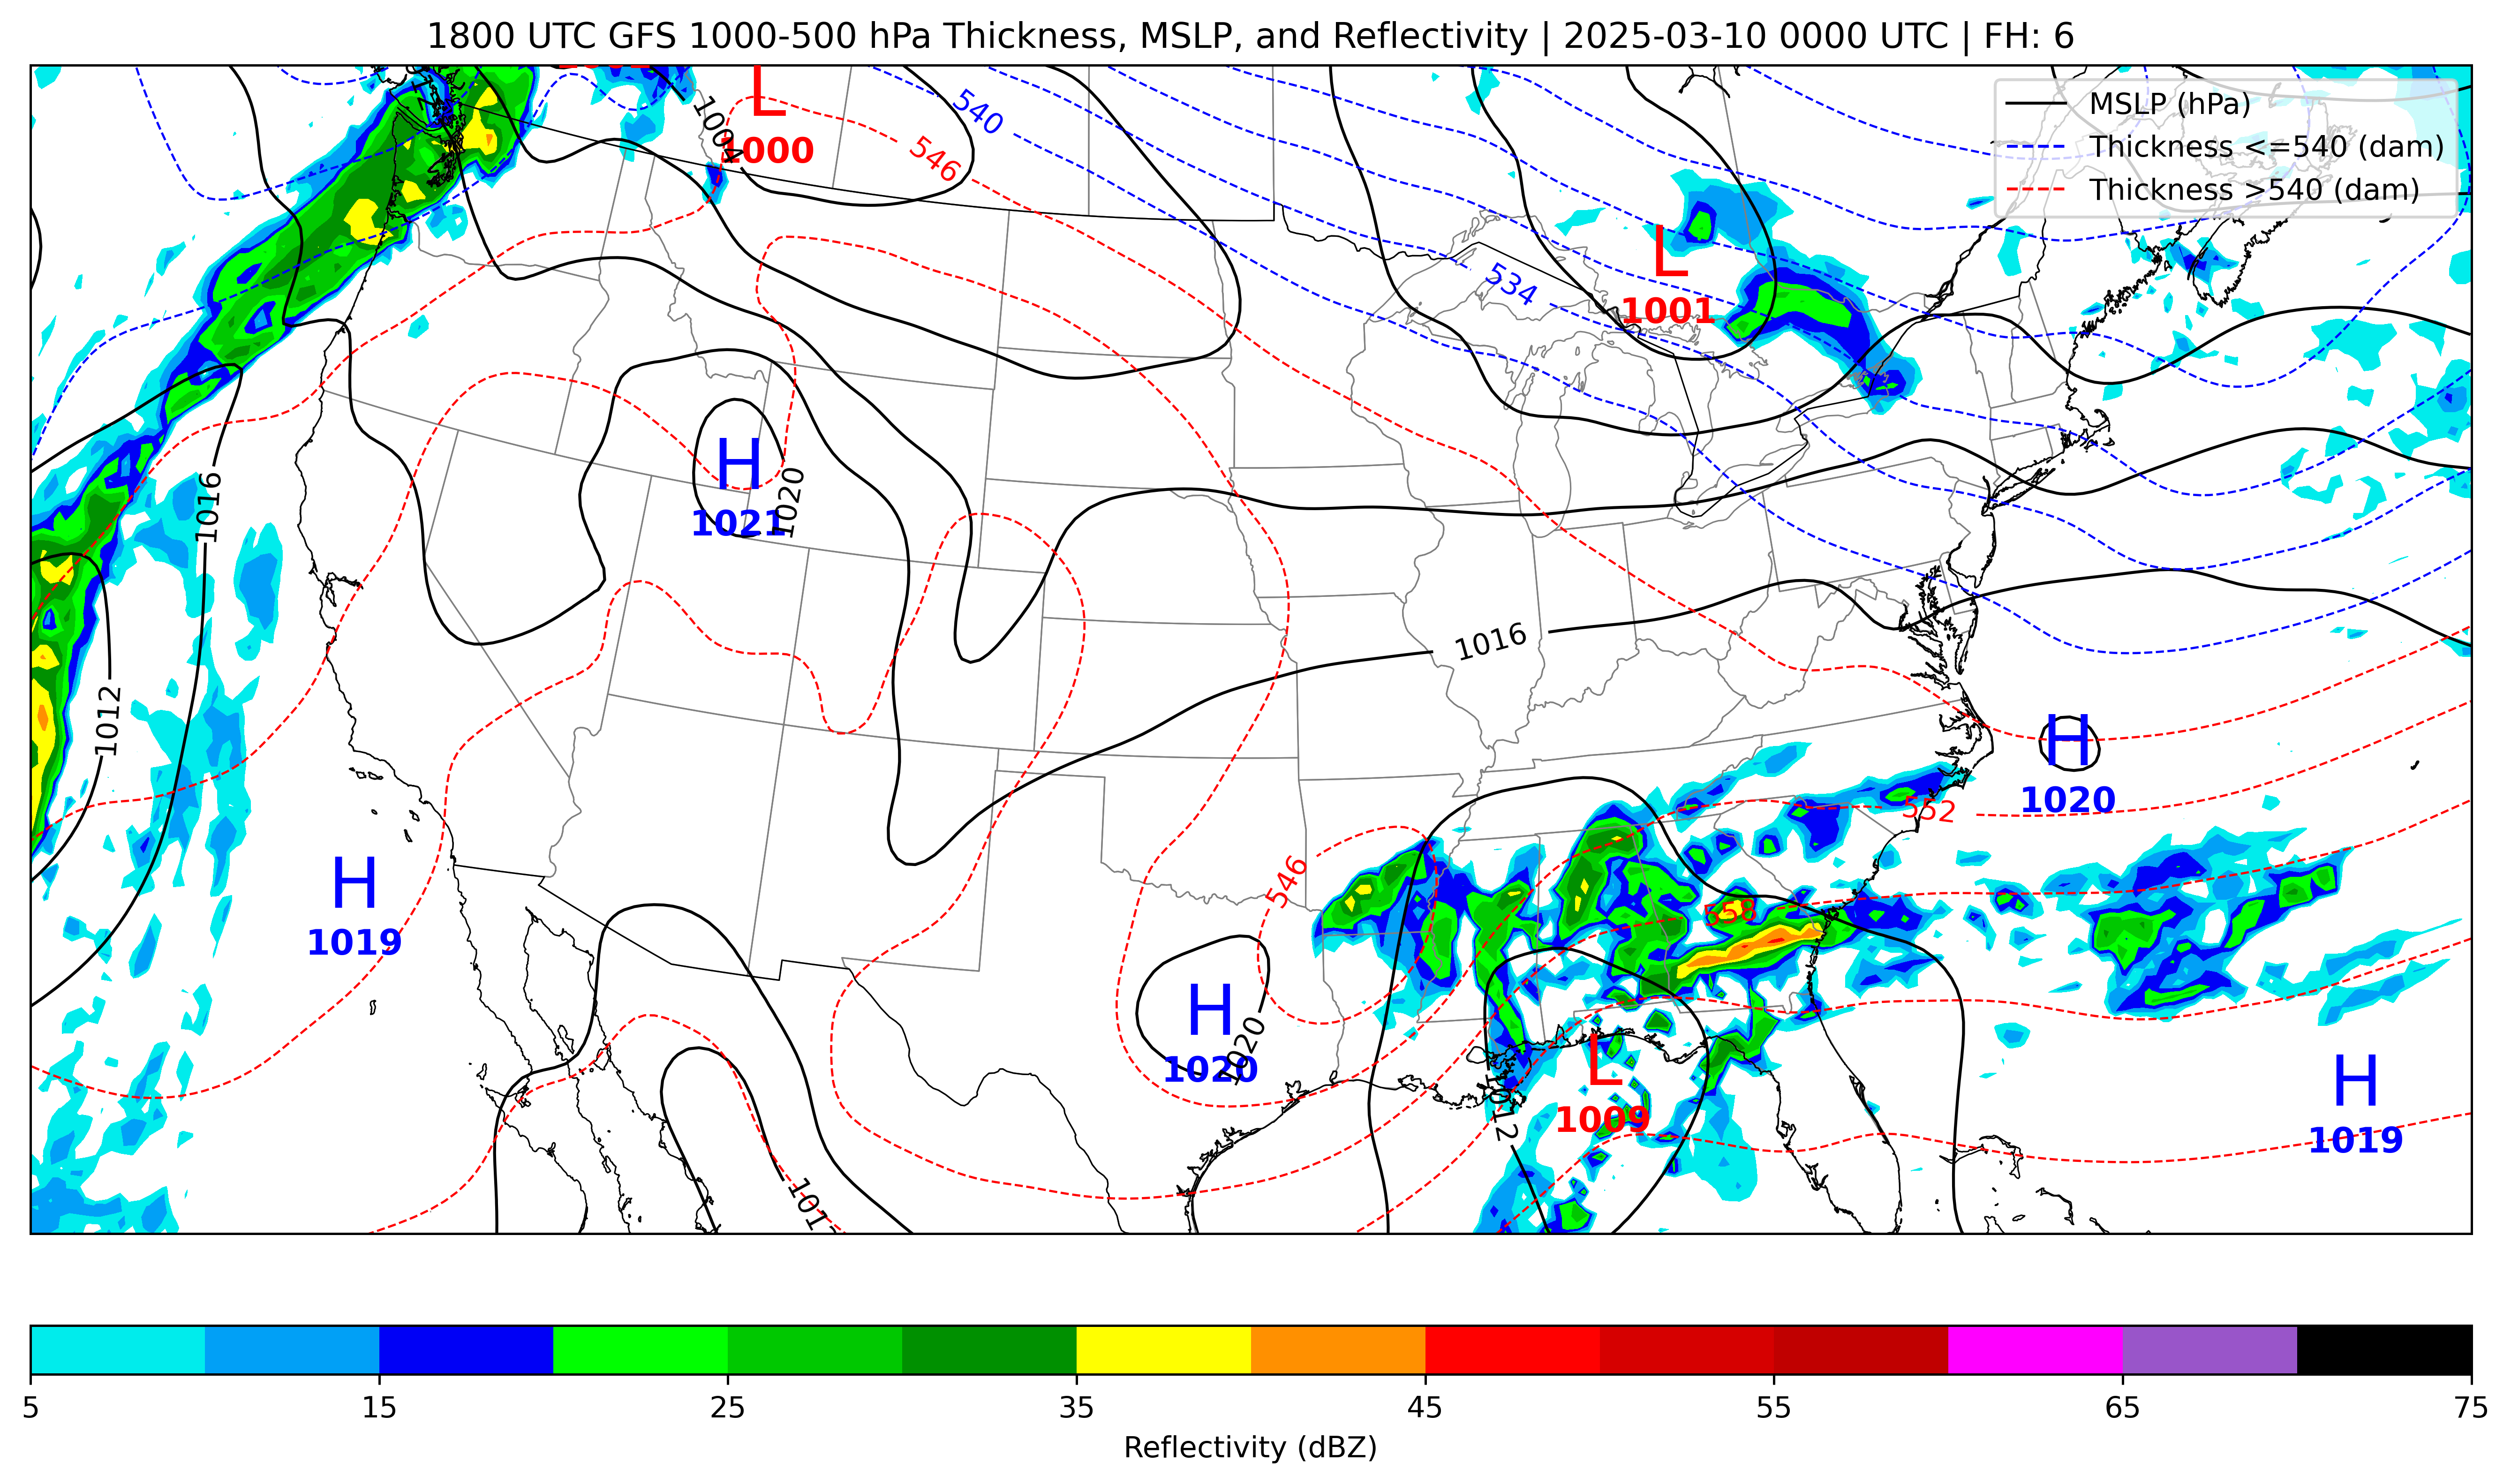 1800 UTC GFS 1000-500 hPa Thickness, MSLP, and Reflectivity | 2025-03-10 0000 UTC | FH: 6
MSLP (hPa)
Thickness <=540 (dam)
Thickness >540 (dam)
L
1000
1004
540
546
534
L
1001
H
1021
1020
1016
1012
1016
H
1020
552
H
1019
546
558
H
1020
1020
L
1009
1012
H
1019
5
15
25
35
45
55
65
75
Reflectivity (dBZ)